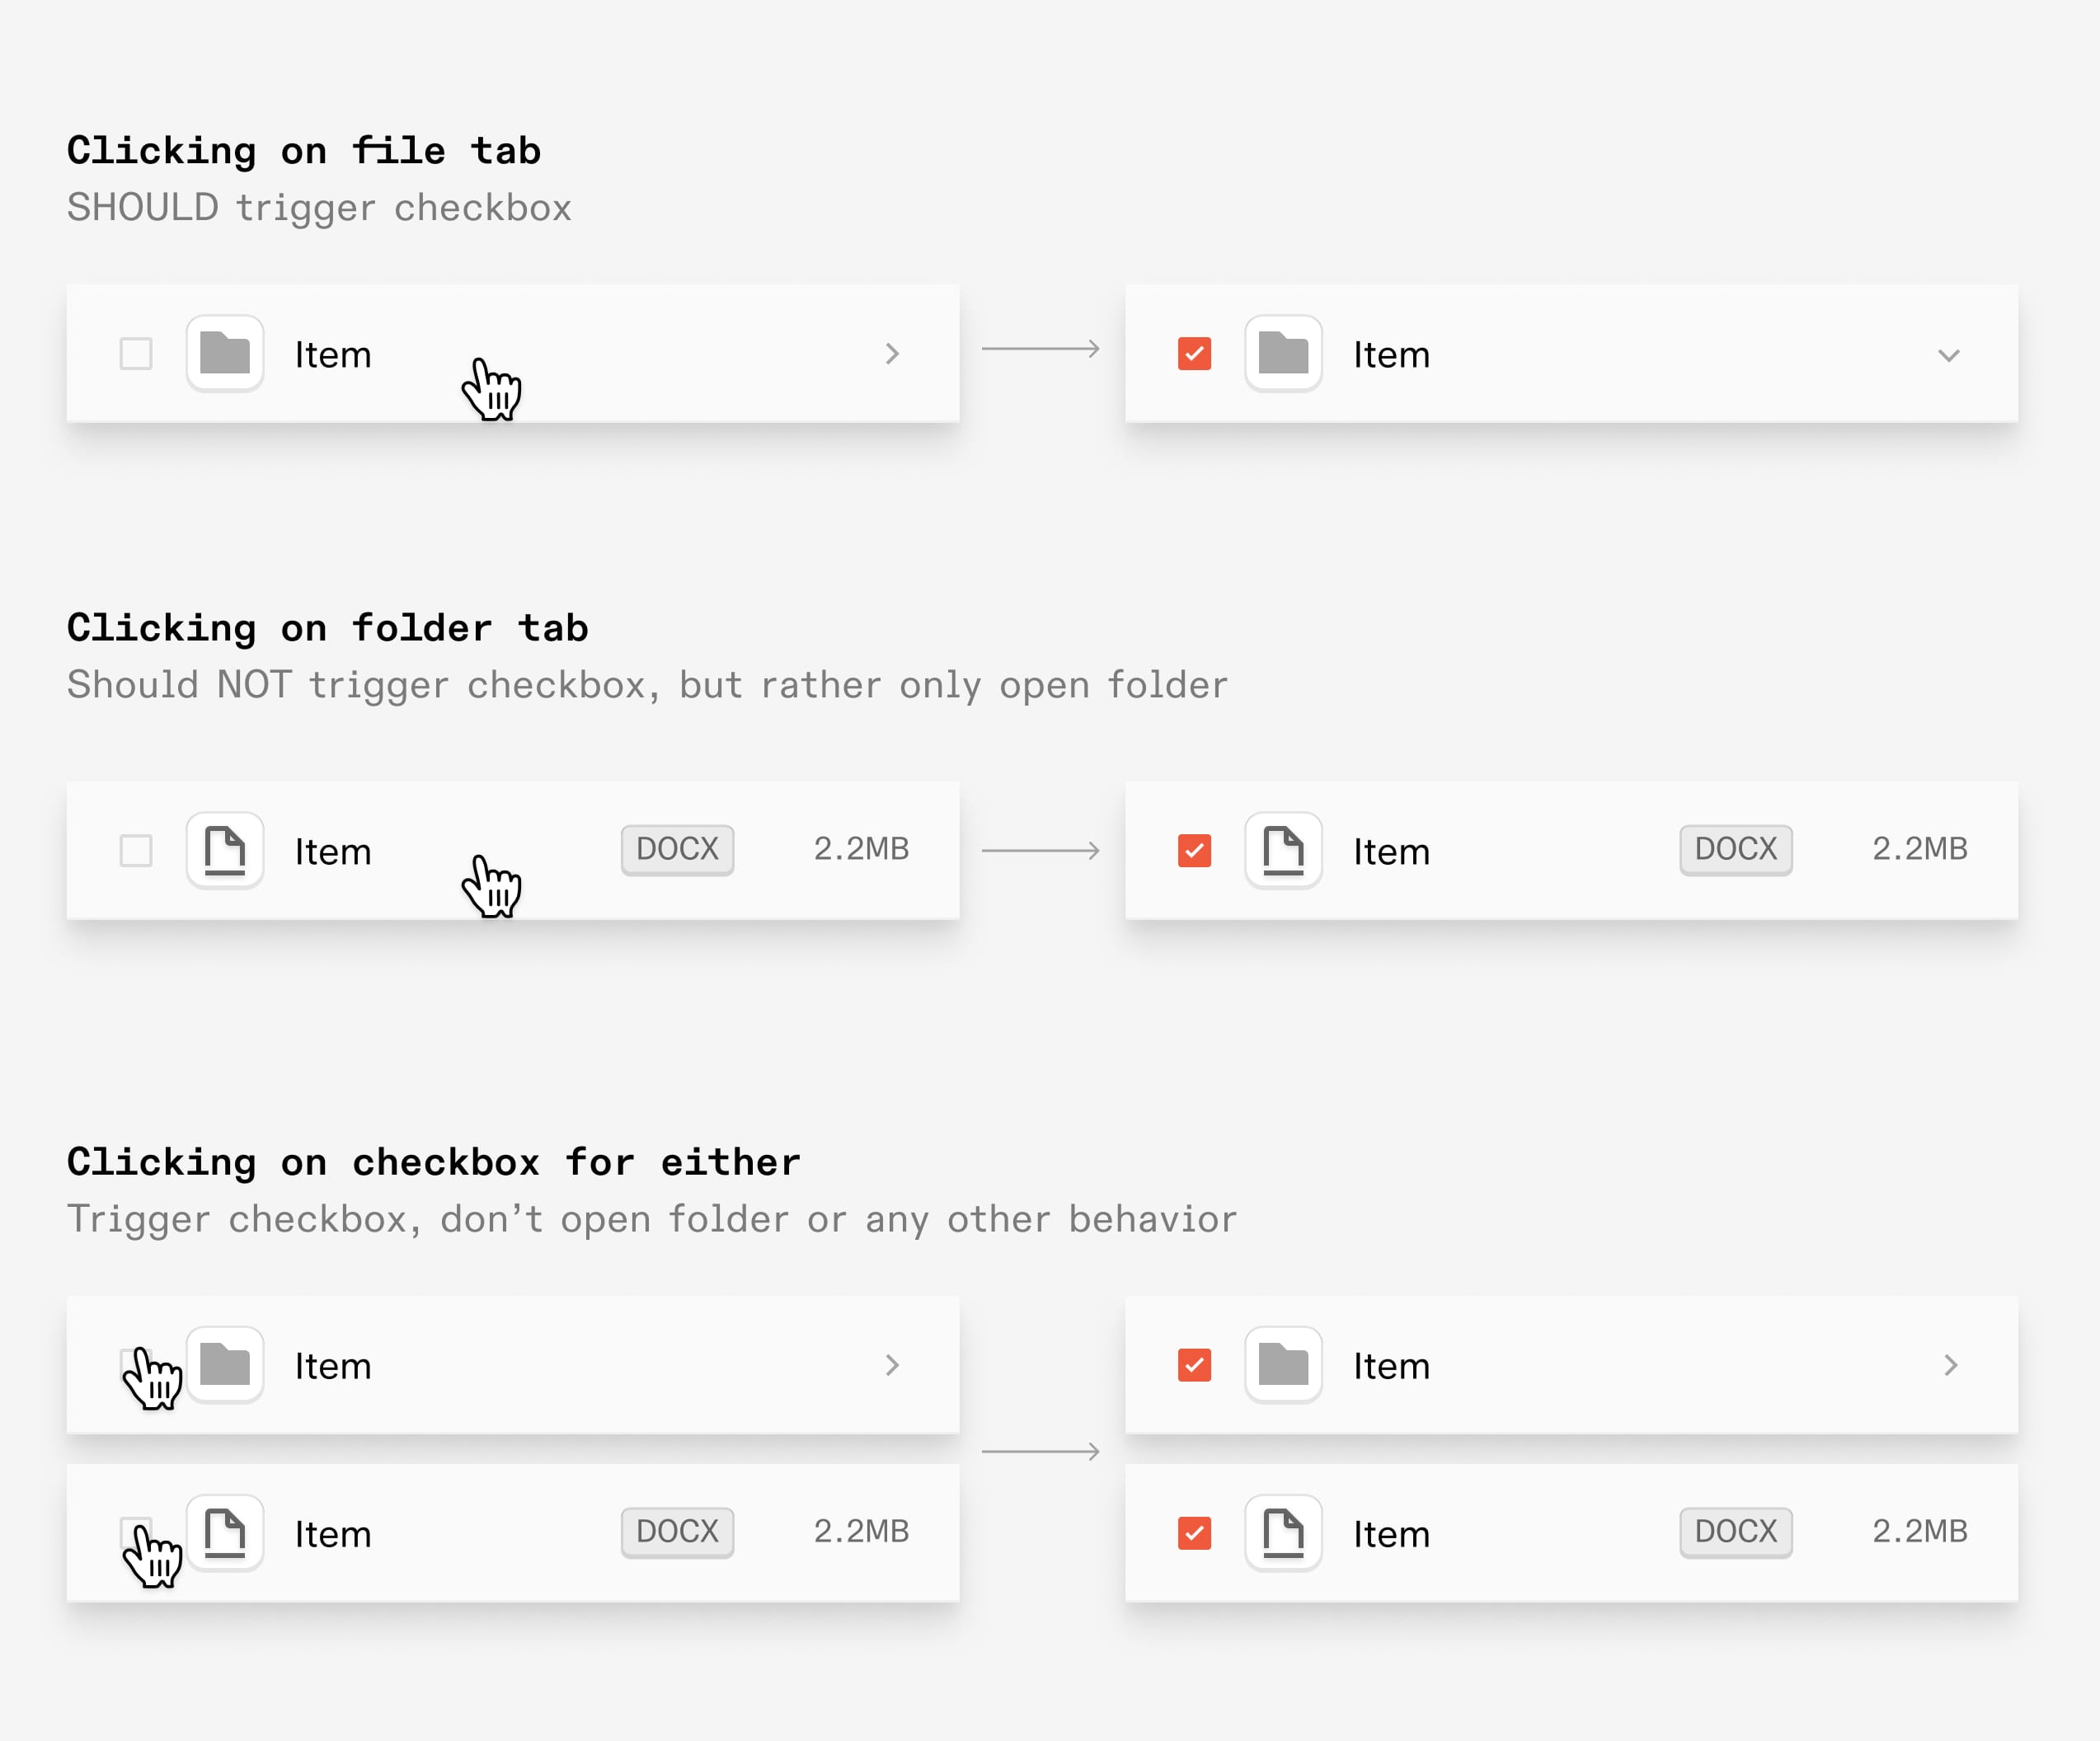 Clicking on file tab
SHOULD trigger checkbox
Item
Item
Clicking on folder tab
Should NOT trigger checkbox, but rather only open folder
Item DOCX 2.2MB
Item DOCX 2.2MB
Clicking on checkbox for either
Trigger checkbox, don’t open folder or any other behavior
Item
Item
Item DOCX 2.2MB
Item DOCX 2.2MB